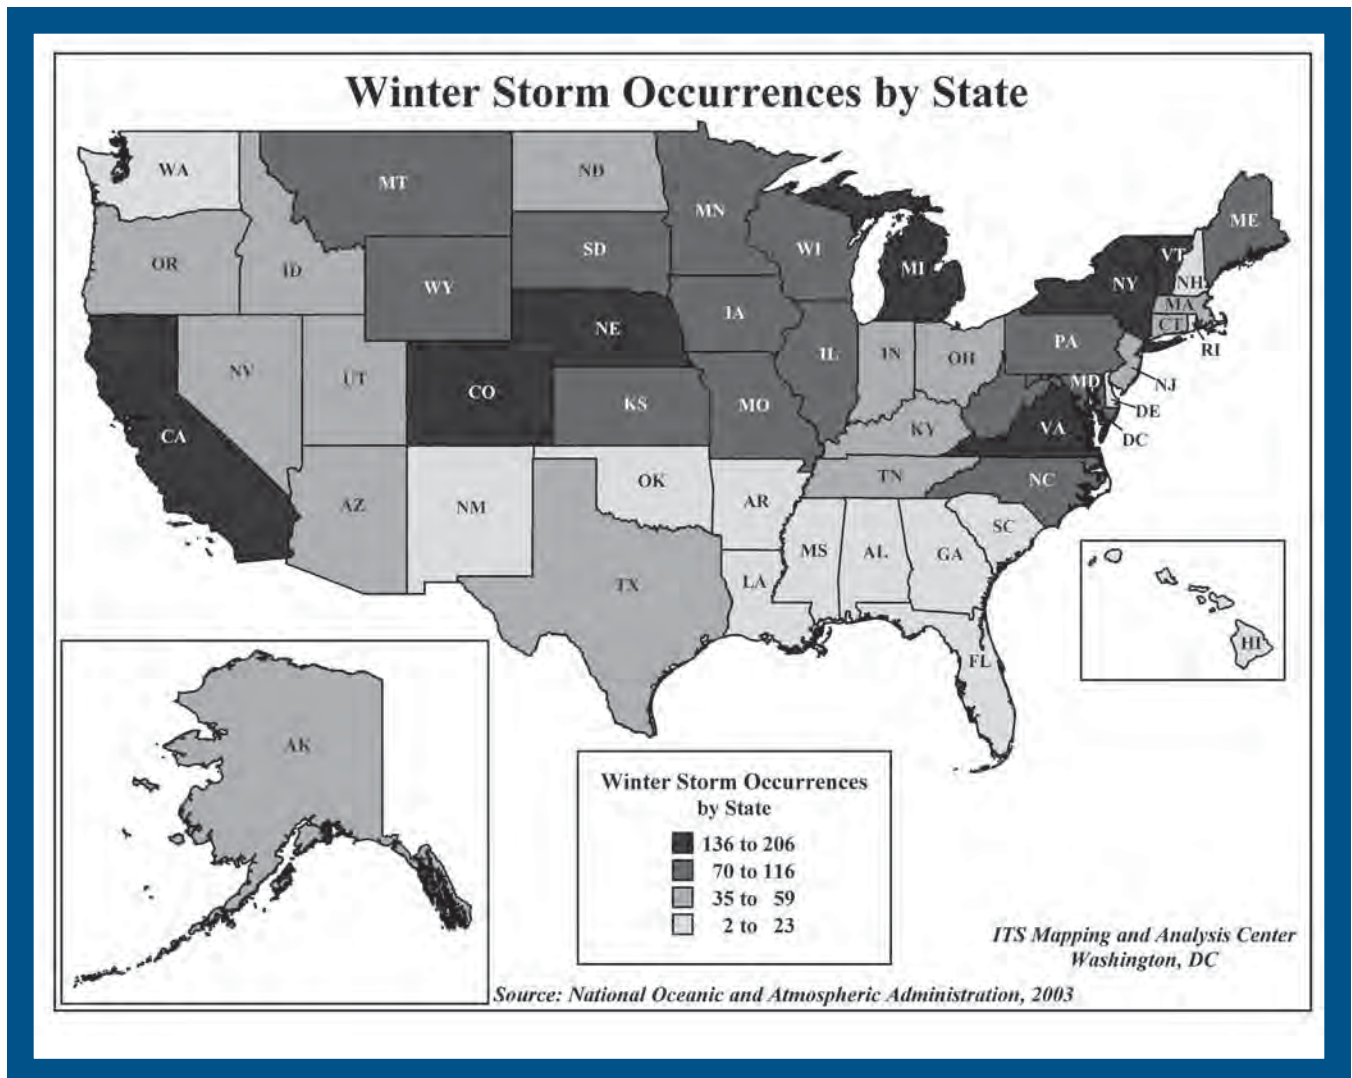 Winter Storm Occurrences by State
WA
MT
ND
MN
OR
ID
SD
WI
MI
ME
VT
NY
NH
WY
MA
NE
IA
CT
RI
NV
UT
CO
KS
MO
IL
IN
OH
PA
MD
NJ
DE
DC
CA
KY
VA
AZ
NM
OK
AR
TN
NC
SC
MS
AL
GA
TX
LA
FL
HI
AK
Winter Storm Occurrences
by State
136 to 206
70 to 116
35 to 59
2 to 23
ITS Mapping and Analysis Center
Washington, DC
Source: National Oceanic and Atmospheric Administration, 2003